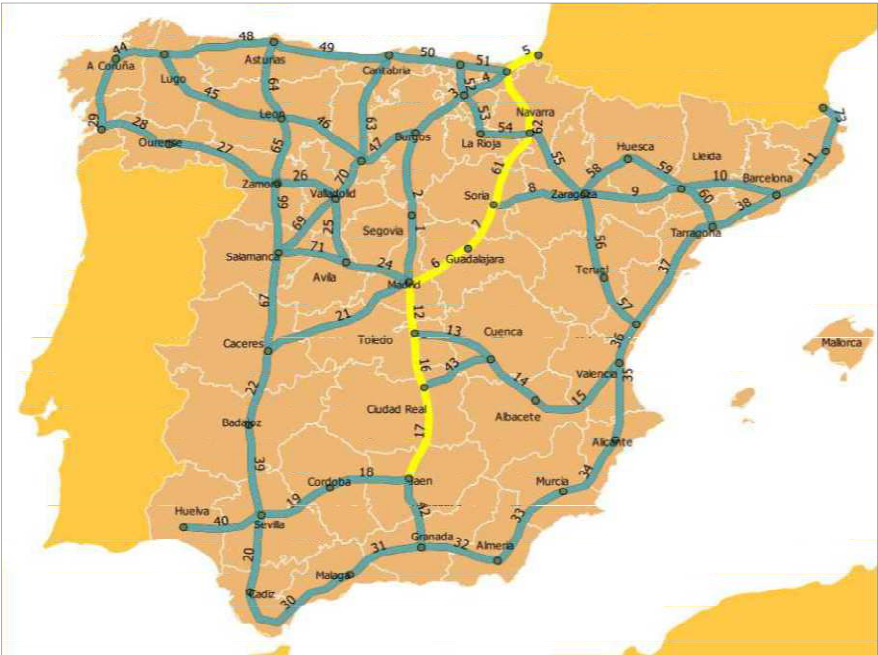 44
48
49
50
51
5
A Coruña
Asturias
Cantabria
4
Lugo
45
64
52
3
58
59
Leon
46
63
47
Burgos
53
54
La Rioja
Navarra
62
73
29
28
Ourense
27
65
Huesca
Lleida
11
61
55
Zamora
26
70
Valladolid
66
69
25
2
Soria
8
Zaragoza
9
60
10
Barcelona
38
Segovia
1
7
Salamanca
71
Avila
24
6
Guadalajara
56
Tarragona
37
Madrid
Teruel
67
21
12
57
Caceres
Toledo
13
Cuenca
36
Mallorca
22
16
43
14
15
Valencia
35
Ciudad Real
Albacete
Badajoz
17
Alicante
39
Cordoba
18
Jaen
Murcia
34
19
Huelva
40
Sevilla
42
33
20
31
Granada
32
Almeria
Malaga
Cadiz
30